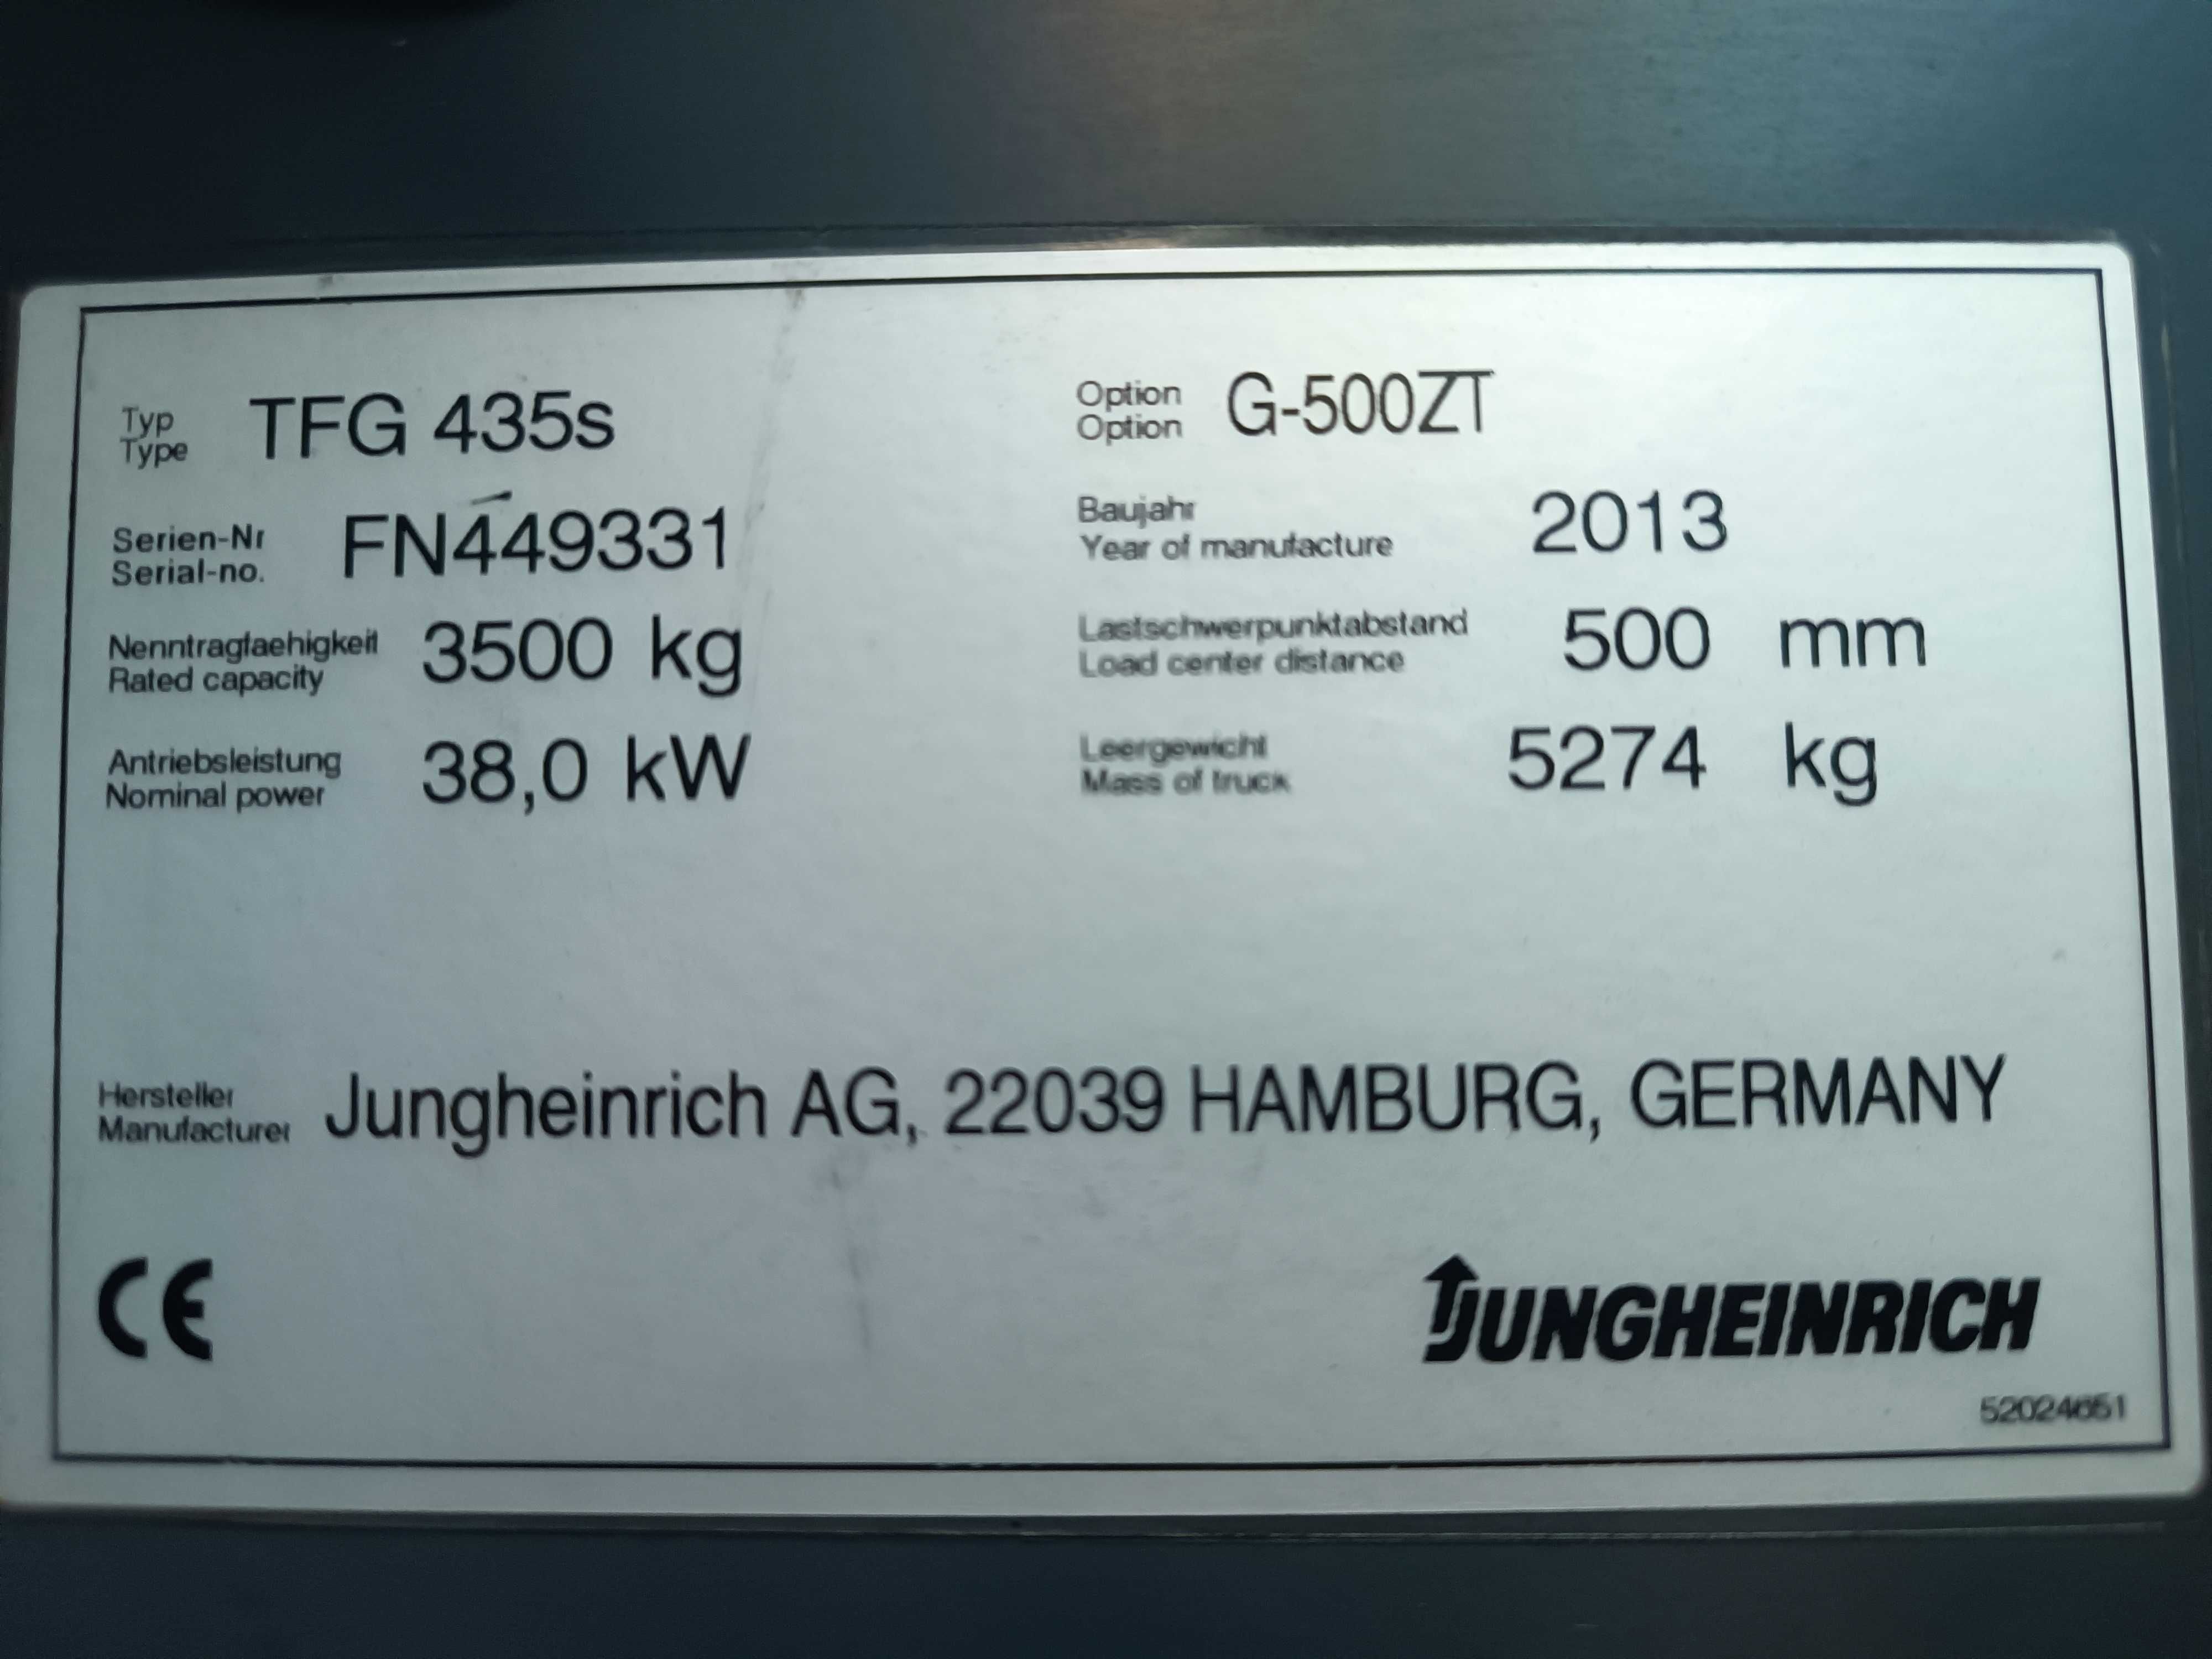 Typ
Type TFG 435s
Option
Option G-500ZT
Serien-Nr
Serial-no. FN449331
Baujahr
Year of manufacture 2013
Nenntragfaehigkeit
Rated capacity 3500 kg
Lastschwerpunktabstand
Load center distance 500 mm
Antriebsleistung
Nominal power 38,0 kW
Leergewicht
Mass of truck 5274 kg
Hersteller
Manufacturer Jungheinrich AG, 22039 HAMBURG, GERMANY
CE
JUNGHEINRICH
52024651